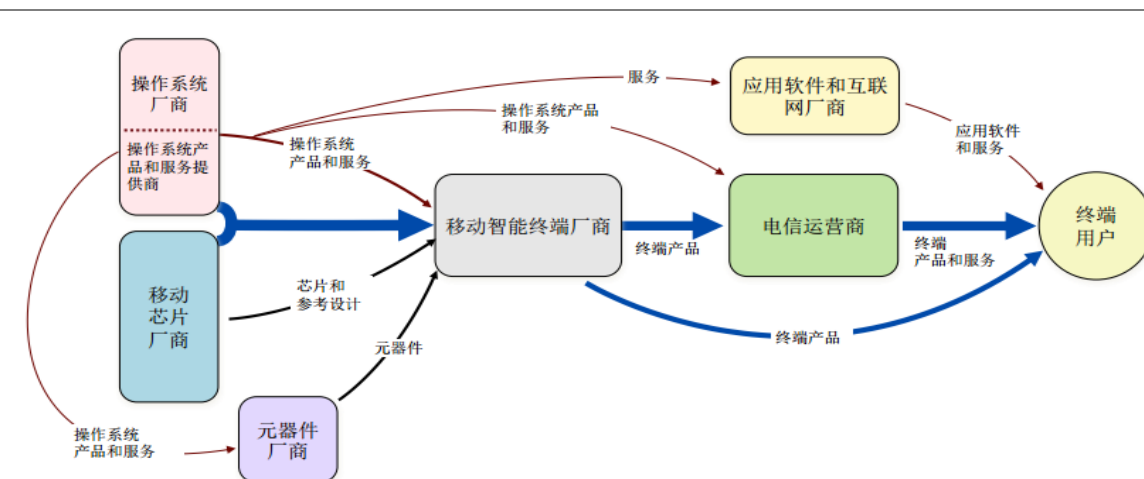 操作系统
厂商
操作系统产
品和服务提
供商
移动
芯片
厂商
操作系统
产品和服务
元器件
厂商
服务
操作系统产品
和服务
操作系统
产品和服务
芯片和
参考设计
元器件
移动智能终端厂商
终端产品
应用软件和互联
网厂商
电信运营商
应用软件
和服务
终端
产品和服务
终端产品
终端
用户